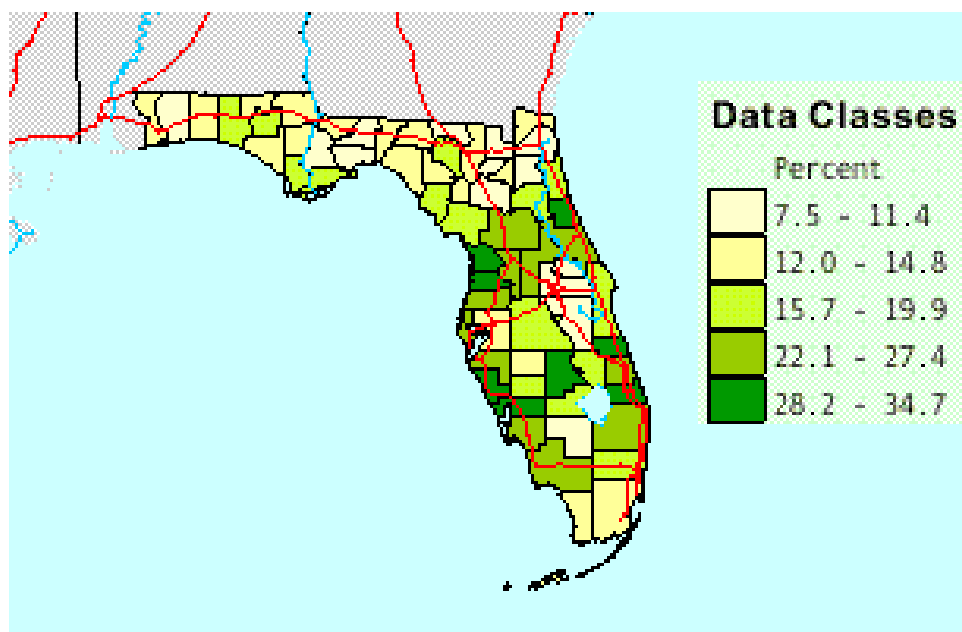 Data Classes
Percent
7.5 - 11.4
12.0 - 14.8
15.7 - 19.9
22.1 - 27.4
28.2 - 34.7